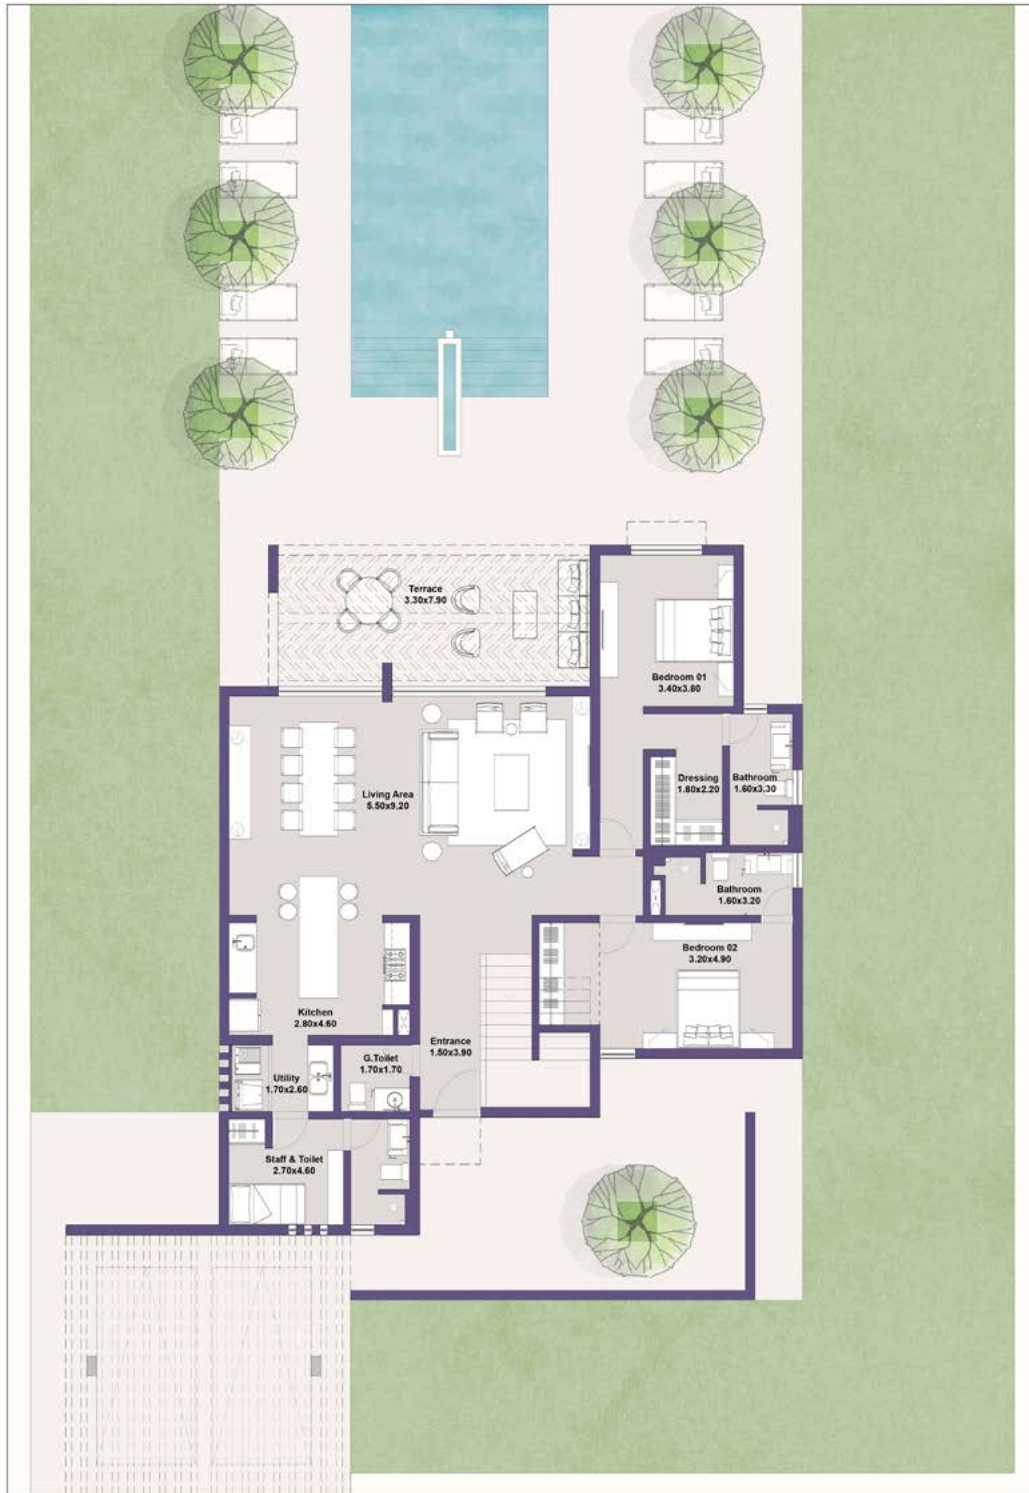 Terrace
3.30x7.90
Bedroom 01
3.40x3.80
Living Area
5.50x9.20
Dressing
1.80x2.20
Bathroom
1.60x3.30
Bathroom
1.60x3.20
Bedroom 02
3.20x4.90
Kitchen
2.80x4.60
Entrance
1.50x3.90
G.Toilet
1.70x1.70
Utility
1.70x2.60
Staff & Toilet
2.70x4.60